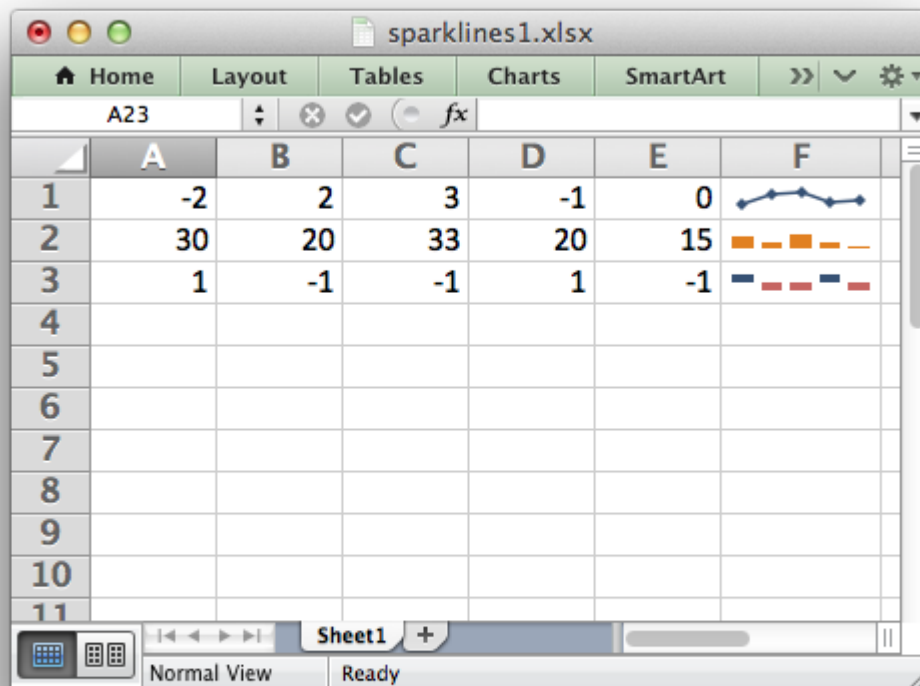 sparklines1.xlsx
Home Layout Tables Charts SmartArt
A23 fx
A B C D E F
1 -2 2 3 -1 0
2 30 20 33 20 15
3 1 -1 -1 1 -1
4
5
6
7
8
9
10
11
Sheet1 +
Normal View Ready